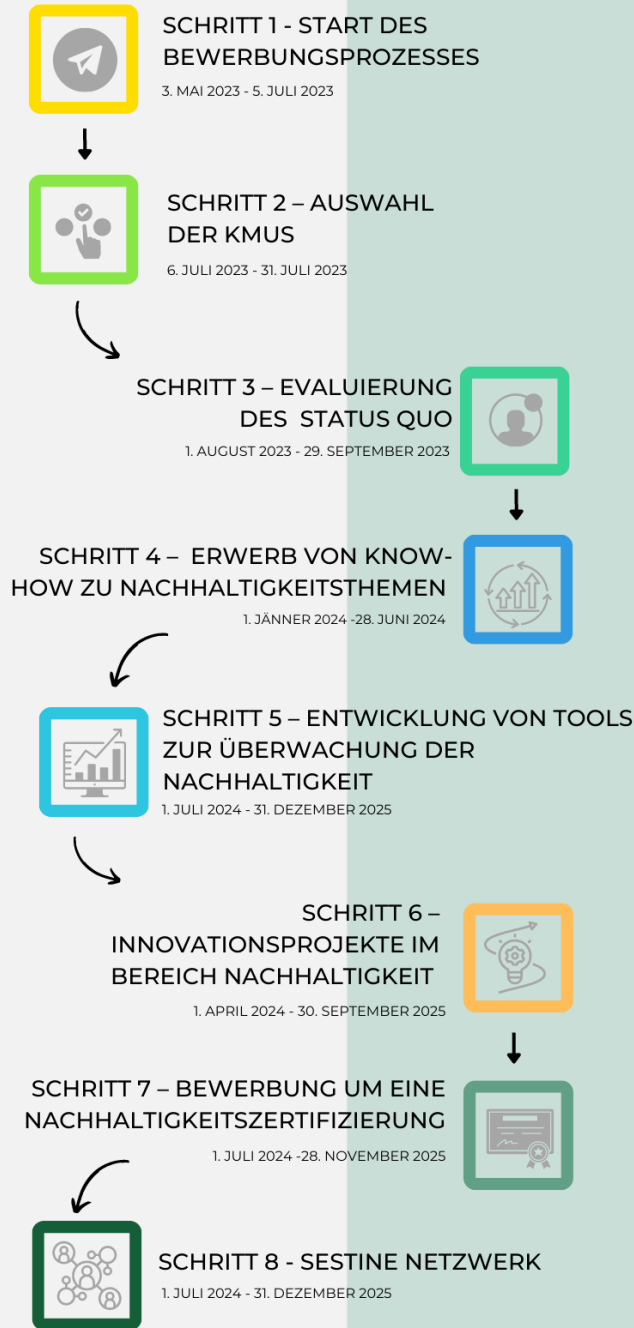 SCHRITT 1 - START DES
BEWERBUNGSPROZESSES
3. MAI 2023 - 5. JULI 2023
SCHRITT 2 – AUSWAHL
DER KMUS
6. JULI 2023 - 31. JULI 2023
SCHRITT 3 – EVALUIERUNG
DES STATUS QUO
1. AUGUST 2023 - 29. SEPTEMBER 2023
SCHRITT 4 – ERWERB VON KNOW-
HOW ZU NACHHALTIGKEITSTHEMEN
1. JÄNNER 2024 -28. JUNI 2024
SCHRITT 5 – ENTWICKLUNG VON TOOLS
ZUR ÜBERWACHUNG DER
NACHHALTIGKEIT
1. JULI 2024 - 31. DEZEMBER 2025
SCHRITT 6 –
INNOVATIONSPROJEKTE IM
BEREICH NACHHALTIGKEIT
1. APRIL 2024 - 30. SEPTEMBER 2025
SCHRITT 7 – BEWERBUNG UM EINE
NACHHALTIGKEITSZERTIFIZIERUNG
1. JULI 2024 -28. NOVEMBER 2025
SCHRITT 8 - SESTINE NETZWERK
1. JULI 2024 - 31. DEZEMBER 2025